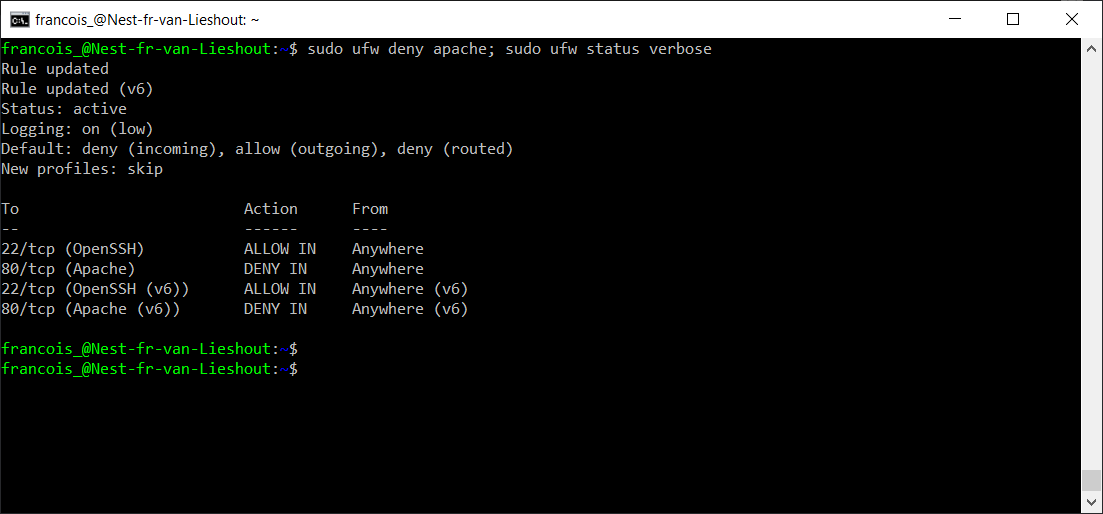 francois_@Nest-fr-van-Lieshout: ~
francois_@Nest-fr-van-Lieshout:~$ sudo ufw deny apache; sudo ufw status verbose
Rule updated
Rule updated (v6)
Status: active
Logging: on (low)
Default: deny (incoming), allow (outgoing), deny (routed)
New profiles: skip

To                         Action      From
--                         ------      ----
22/tcp (OpenSSH)           ALLOW IN    Anywhere
80/tcp (Apache)            DENY IN     Anywhere
22/tcp (OpenSSH (v6))      ALLOW IN    Anywhere (v6)
80/tcp (Apache (v6))       DENY IN     Anywhere (v6)

francois_@Nest-fr-van-Lieshout:~$
francois_@Nest-fr-van-Lieshout:~$